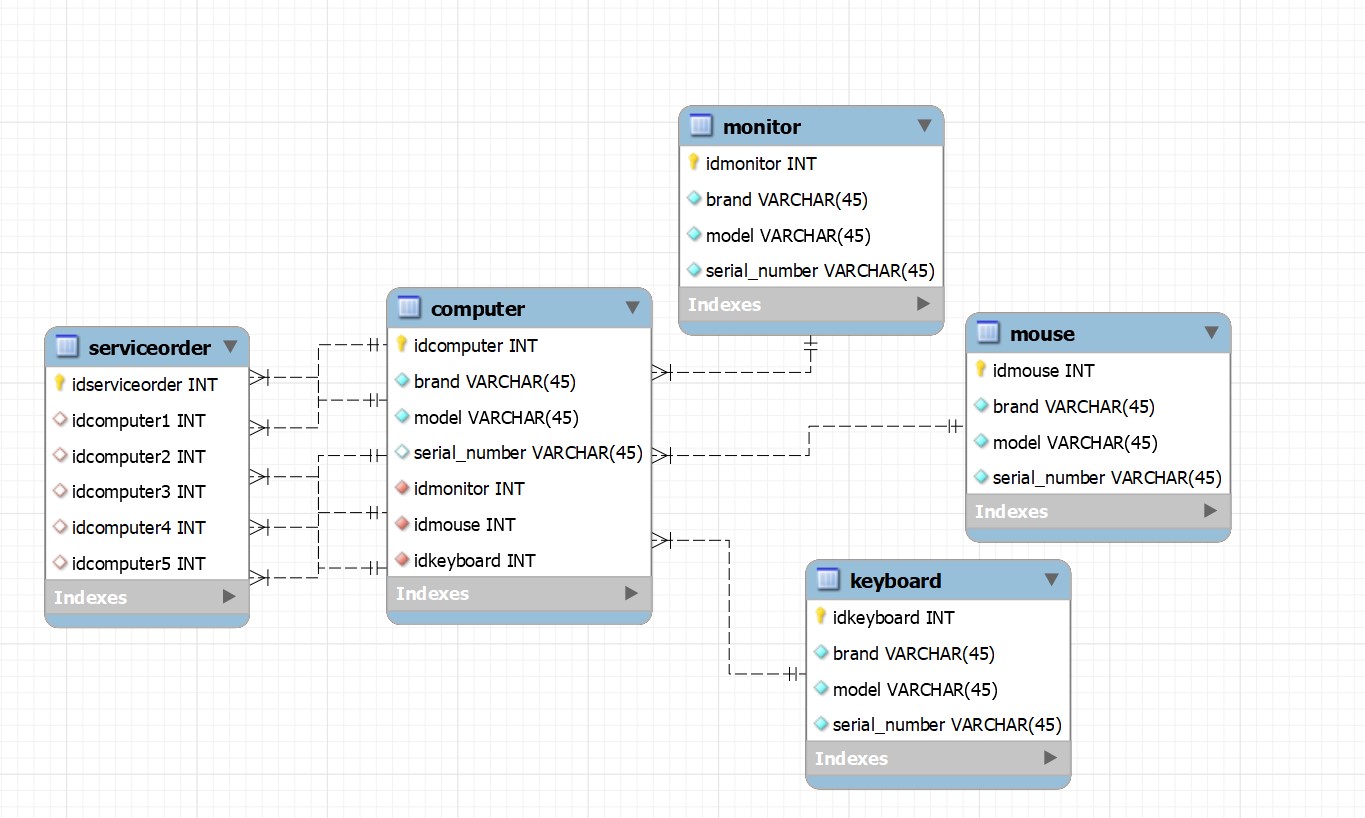 monitor
idmonitor INT
brand VARCHAR(45)
model VARCHAR(45)
serial_number VARCHAR(45)
Indexes
computer
idcomputer INT
brand VARCHAR(45)
model VARCHAR(45)
serial_number VARCHAR(45)
idmonitor INT
idmouse INT
idkeyboard INT
Indexes
serviceorder
idserviceorder INT
idcomputer1 INT
idcomputer2 INT
idcomputer3 INT
idcomputer4 INT
idcomputer5 INT
Indexes
mouse
idmouse INT
brand VARCHAR(45)
model VARCHAR(45)
serial_number VARCHAR(45)
Indexes
keyboard
idkeyboard INT
brand VARCHAR(45)
model VARCHAR(45)
serial_number VARCHAR(45)
Indexes